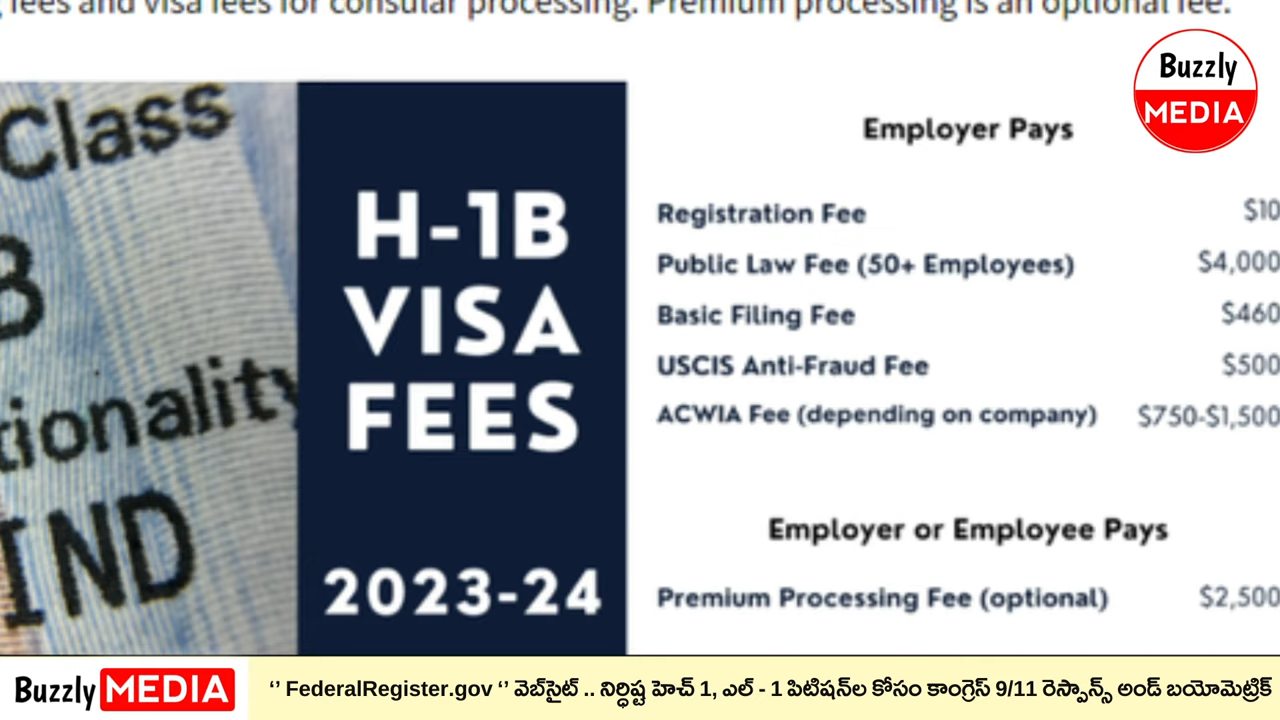 fees and visa fees for consular processing. Premium processing is an optional fee.
Buzzly
MEDIA
Class
B
tionality
IND
H-1B
VISA
FEES
2023-24
Employer Pays
Registration Fee $10
Public Law Fee (50+ Employees) $4,000
Basic Filing Fee $460
USCIS Anti-Fraud Fee $500
ACWIA Fee (depending on company) $750-$1,500
Employer or Employee Pays
Premium Processing Fee (optional) $2,500
Buzzly MEDIA
‘’ FederalRegister.gov ‘’ వెబ్‌సైట్ .. నిర్ధిష్ట హెచ్ 1, ఎల్ - 1 పిటిషన్‌ల కోసం కాంగ్రెస్ 9/11 రెస్పాన్స్ అండ్ బయోమెట్రిక్